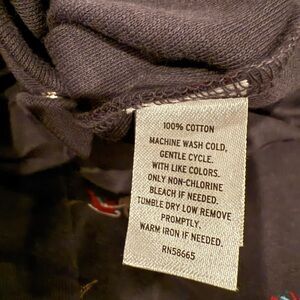 100% COTTON
MACHINE WASH COLD,
GENTLE CYCLE.
WITH LIKE COLORS.
ONLY NON-CHLORINE
BLEACH IF NEEDED.
TUMBLE DRY LOW REMOVE
PROMPTLY.
WARM IRON IF NEEDED.
RN58665